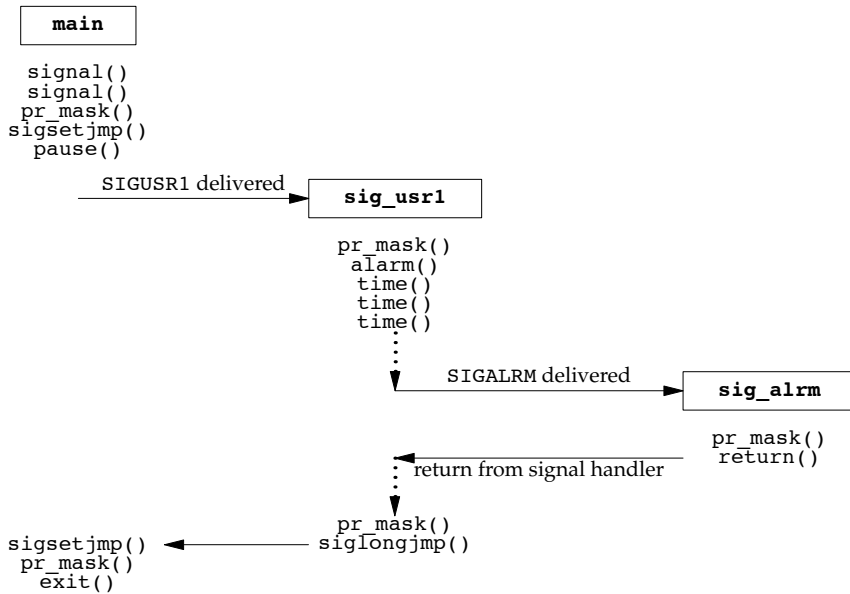 main
signal()
signal()
pr_mask()
sigsetjmp()
pause()
SIGUSR1 delivered
sig_usr1
pr_mask()
alarm()
time()
time()
time()
SIGALRM delivered
sig_alrm
pr_mask()
return()
return from signal handler
pr_mask()
siglongjmp()
sigsetjmp()
pr_mask()
exit()